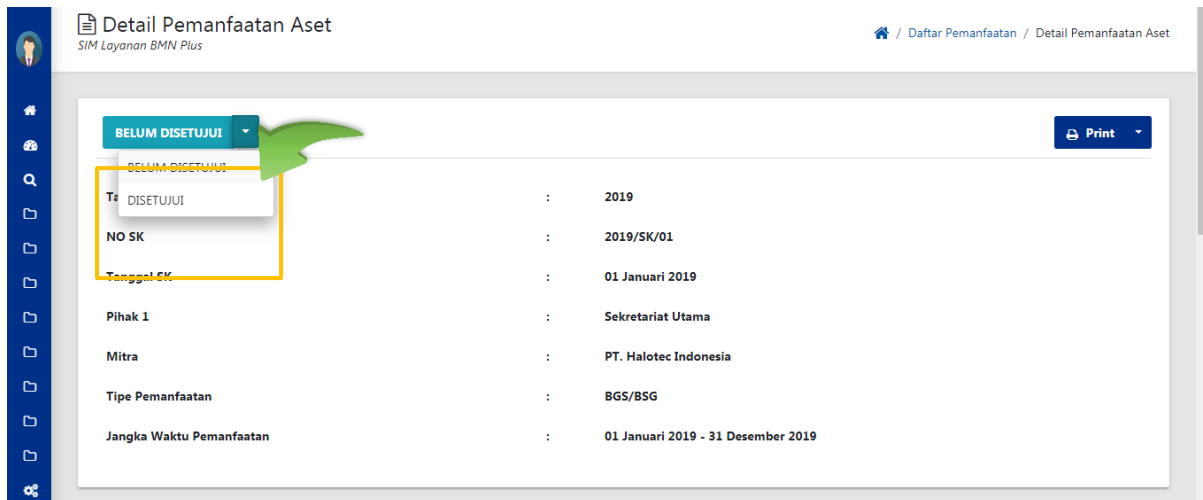 Detail Pemanfaatan Aset
SIM Layanan BMN Plus
/ Daftar Pemanfaatan / Detail Pemanfaatan Aset
BELUM DISETUJUI
Print
BELUM DISETUJUI
DISETUJUI
: 2019
NO SK : 2019/SK/01
Tanggal SK : 01 Januari 2019
Pihak 1 : Sekretariat Utama
Mitra : PT. Halotec Indonesia
Tipe Pemanfaatan : BGS/BSG
Jangka Waktu Pemanfaatan : 01 Januari 2019 - 31 Desember 2019